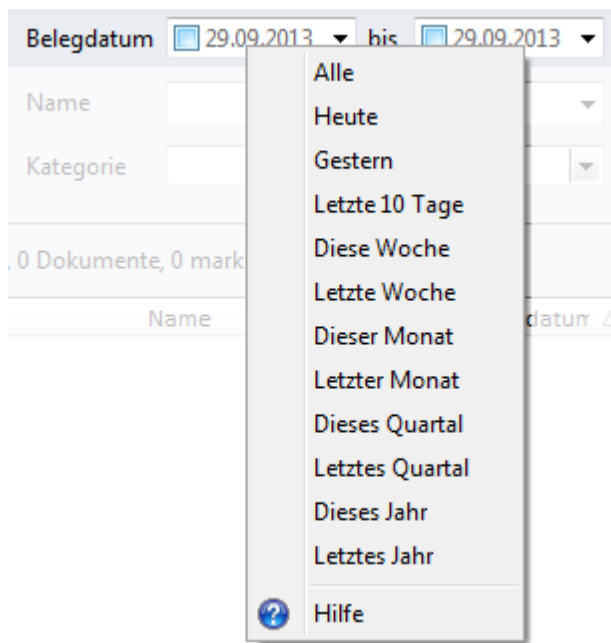 Belegdatum 29.09.2013 bis 29.09.2013
Alle
Name
Heute
Kategorie
Gestern
Letzte 10 Tage
Diese Woche
, 0 Dokumente, 0 mark
Letzte Woche
Name datum
Dieser Monat
Letzter Monat
Dieses Quartal
Letztes Quartal
Dieses Jahr
Letztes Jahr
Hilfe